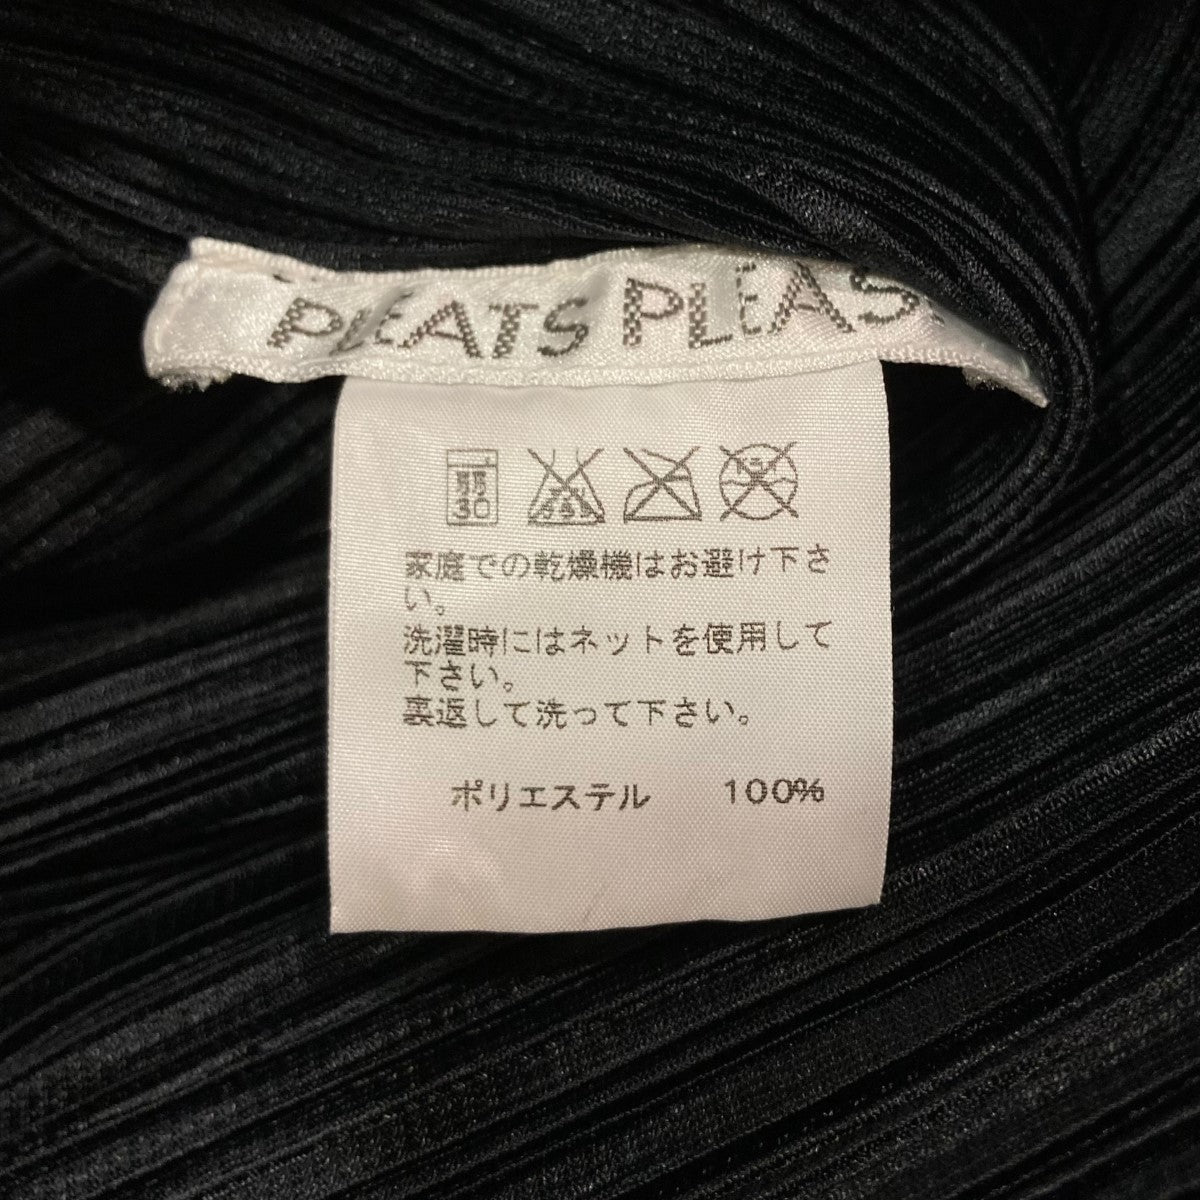 PLEATS PLEAS
弱
30
家庭での乾燥機はお避け下さ
い。
洗濯時にはネットを使用して
下さい。
裏返して洗って下さい。
ポリエステル 100%